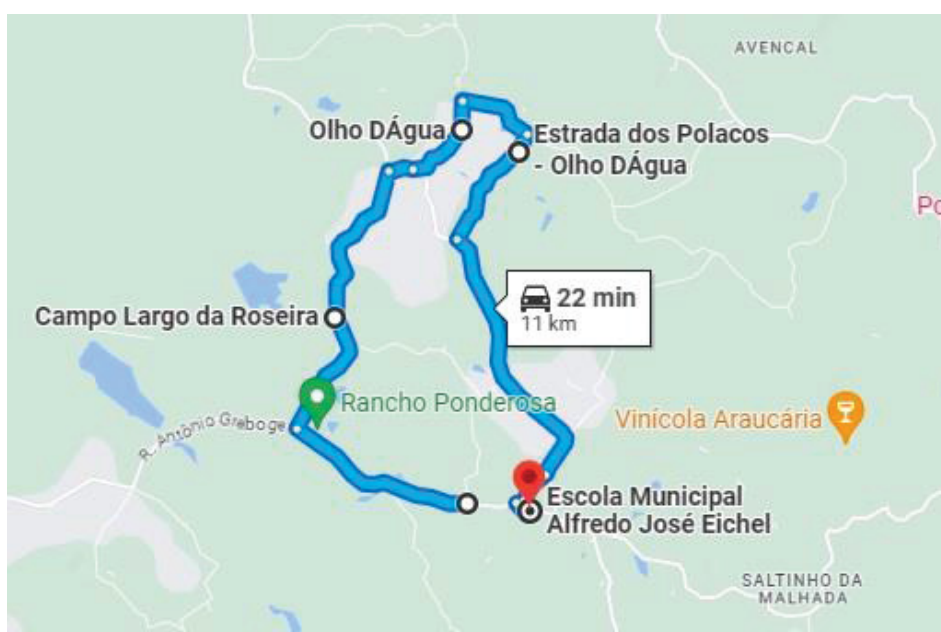 AVENCAL
Olho DÁgua
Estrada dos Polacos
- Olho DÁgua
Po
22 min
11 km
Campo Largo da Roseira
Rancho Ponderosa
R. Antônio Greboge
Vinícola Araucária
Escola Municipal
Alfredo José Eichel
SALTINHO DA
MALHADA